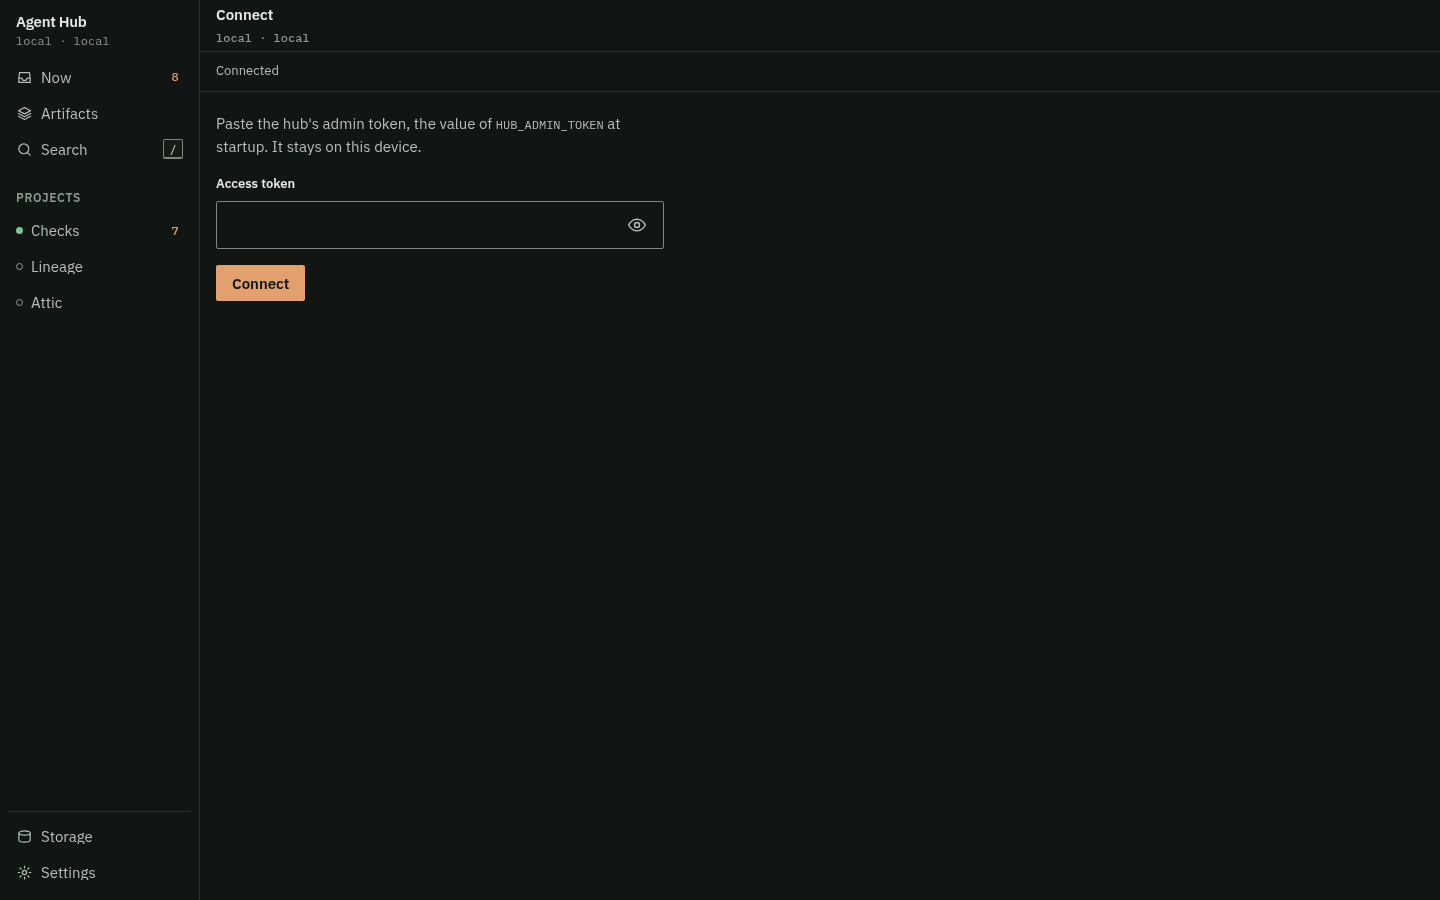 Agent Hub
local · local
Now 8
Artifacts
Search /
PROJECTS
Checks 7
Lineage
Attic
Storage
Settings
Connect
local · local
Connected
Paste the hub's admin token, the value of HUB_ADMIN_TOKEN at
startup. It stays on this device.
Access token
Connect